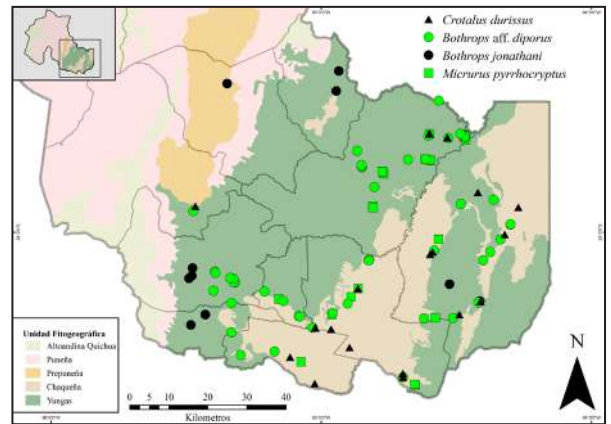 Crotalus durissus
Bothrops aff. diporus
Bothrops jonathani
Micrurus pyrrhocryptus
Unidad Fitogeográfica
Altoandina Quichua
Puneña
Prepuneña
Chaqueña
Yungas
0 5 10 20 30 40
Kilometros
N